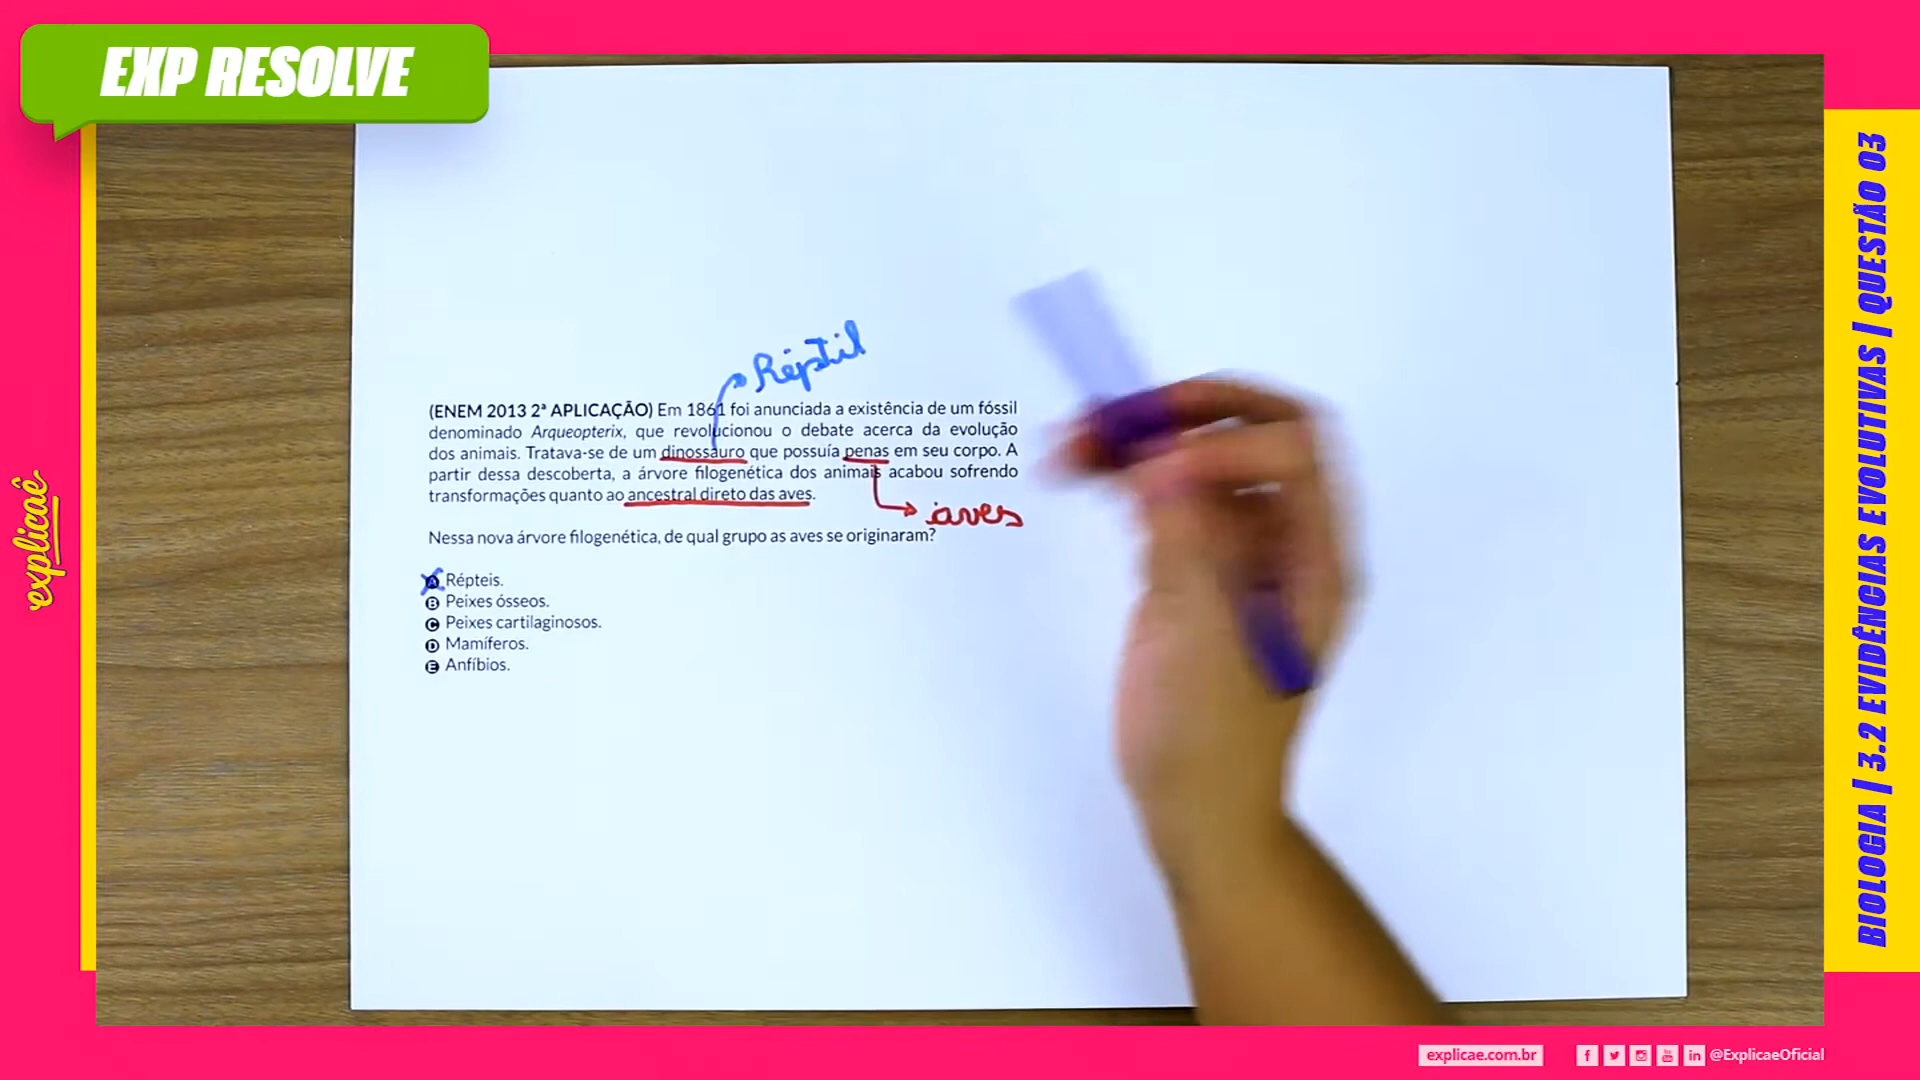 EXP RESOLVE
Réptil
(ENEM 2013 2ª APLICAÇÃO) Em 1861 foi anunciada a existência de um fóssil
denominado Arqueopterix, que revolucionou o debate acerca da evolução
dos animais. Tratava-se de um dinossauro que possuía penas em seu corpo. A
partir dessa descoberta, a árvore filogenética dos animais acabou sofrendo
transformações quanto ao ancestral direto das aves.
aves
Nessa nova árvore filogenética, de qual grupo as aves se originaram?
A Répteis.
B Peixes ósseos.
C Peixes cartilaginosos.
D Mamíferos.
E Anfíbios.
explicaê
BIOLOGIA | 3.2 EVIDÊNCIAS EVOLUTIVAS | QUESTÃO 03
explicae.com.br
@ExplicaeOficial